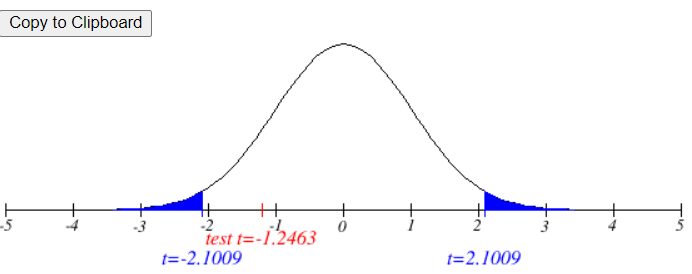 Copy to Clipboard
-5 -4 -3 -2 -1 0 1 2 3 4 5
test t=-1.2463
t=-2.1009 t=2.1009